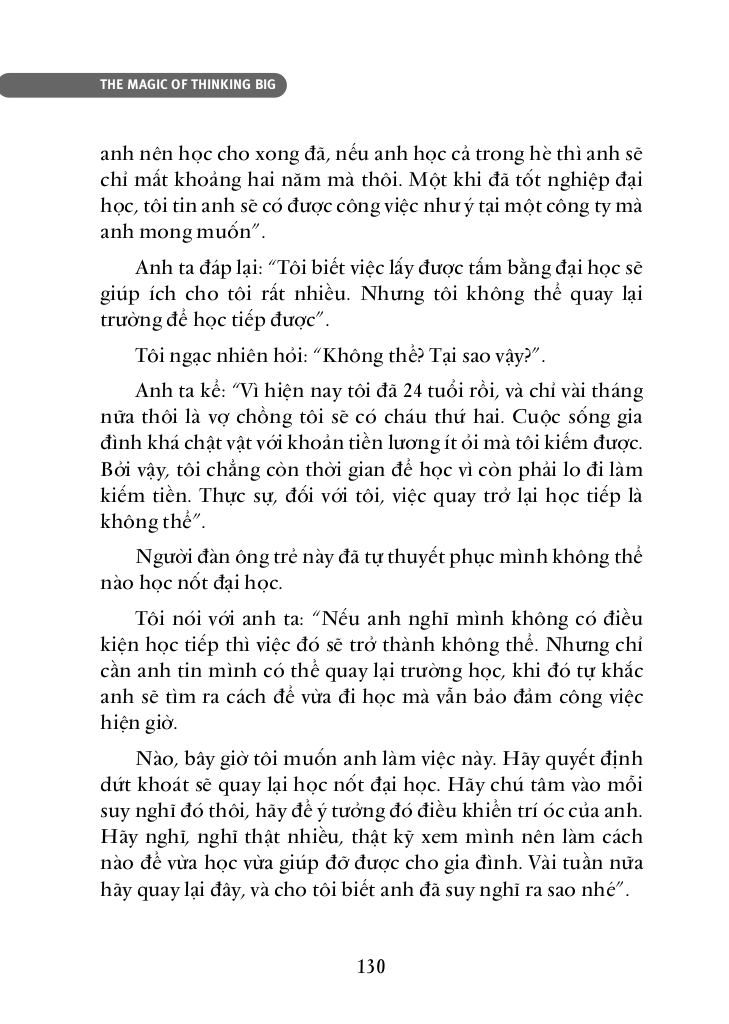 THE MAGIC OF THINKING BIG
anh nên học cho xong đã, nếu anh học cả trong hè thì anh sẽ
chỉ mất khoảng hai năm mà thôi. Một khi đã tốt nghiệp đại
học, tôi tin anh sẽ có được công việc như ý tại một công ty mà
anh mong muốn”.
Anh ta đáp lại: “Tôi biết việc lấy được tấm bằng đại học sẽ
giúp ích cho tôi rất nhiều. Nhưng tôi không thể quay lại
trường để học tiếp được”.
Tôi ngạc nhiên hỏi: “Không thể? Tại sao vậy?”.
Anh ta kể: “Vì hiện nay tôi đã 24 tuổi rồi, và chỉ vài tháng
nữa thôi là vợ chồng tôi sẽ có cháu thứ hai. Cuộc sống gia
đình khá chật vật với khoản tiền lương ít ỏi mà tôi kiếm được.
Bởi vậy, tôi chẳng còn thời gian để học vì còn phải lo đi làm
kiếm tiền. Thực sự, đối với tôi, việc quay trở lại học tiếp là
không thể”.
Người đàn ông trẻ này đã tự thuyết phục mình không thể
nào học nốt đại học.
Tôi nói với anh ta: “Nếu anh nghĩ mình không có điều
kiện học tiếp thì việc đó sẽ trở thành không thể. Nhưng chỉ
cần anh tin mình có thể quay lại trường học, khi đó tự khắc
anh sẽ tìm ra cách để vừa đi học mà vẫn bảo đảm công việc
hiện giờ.
Nào, bây giờ tôi muốn anh làm việc này. Hãy quyết định
dứt khoát sẽ quay lại học nốt đại học. Hãy chú tâm vào mỗi
suy nghĩ đó thôi, hãy để ý tưởng đó điều khiển trí óc của anh.
Hãy nghĩ, nghĩ thật nhiều, thật kỹ xem mình nên làm cách
nào để vừa học vừa giúp đỡ được cho gia đình. Vài tuần nữa
hãy quay lại đây, và cho tôi biết anh đã suy nghĩ ra sao nhé”.
130